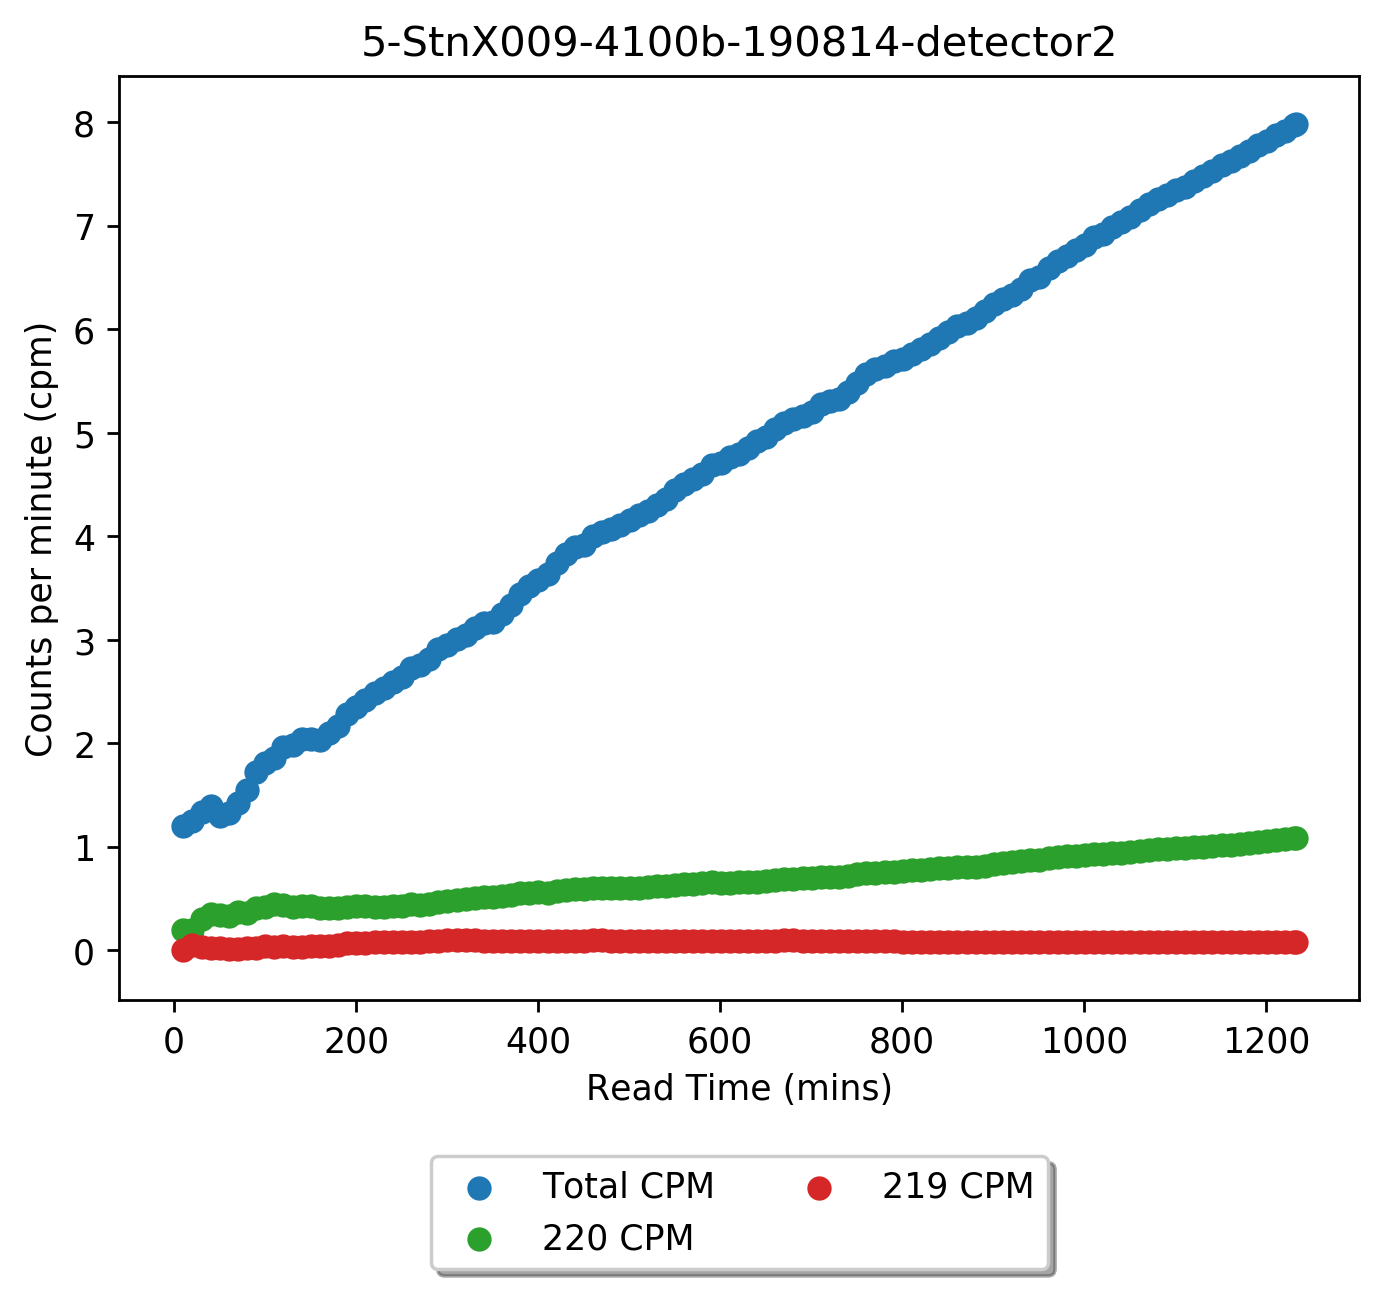 5-StnX009-4100b-190814-detector2
8
7
6
5
4
3
2
1
0
Counts per minute (cpm)
0 200 400 600 800 1000 1200
Read Time (mins)
Total CPM 219 CPM
220 CPM